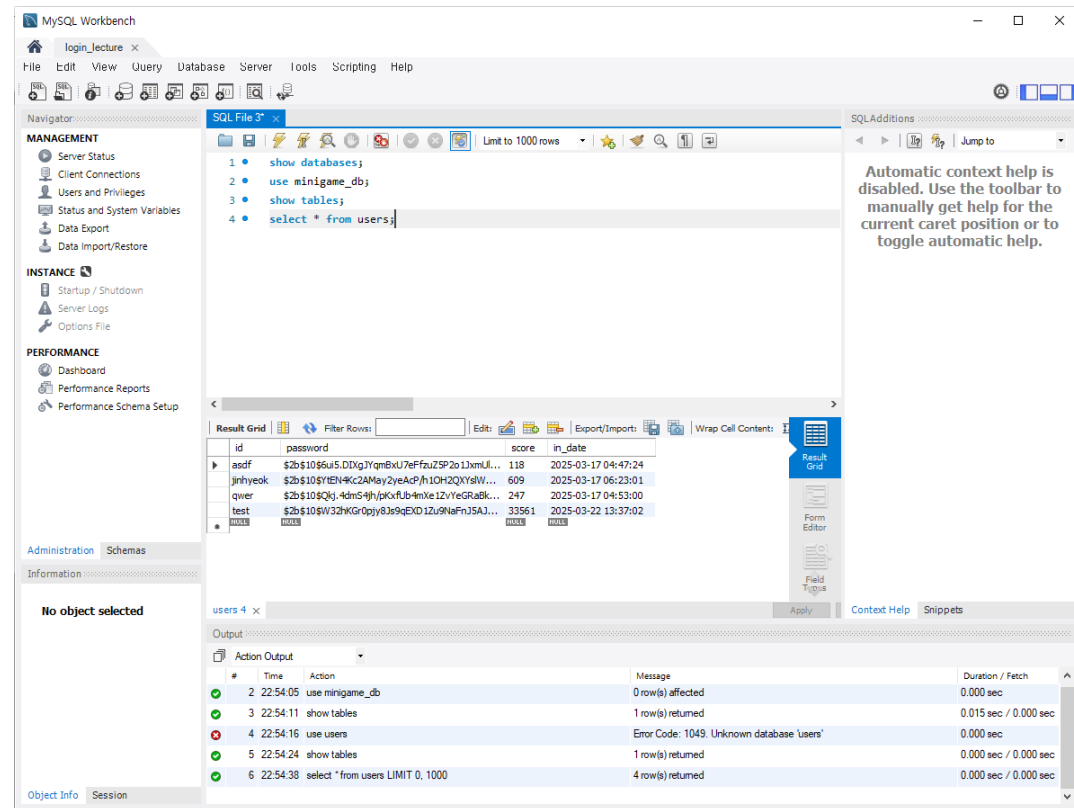 MySQL Workbench
login_lecture ×
File Edit View Query Database Server Tools Scripting Help
Navigator
MANAGEMENT
Server Status
Client Connections
Users and Privileges
Status and System Variables
Data Export
Data Import/Restore
INSTANCE
Startup / Shutdown
Server Logs
Options File
PERFORMANCE
Dashboard
Performance Reports
Performance Schema Setup
Administration Schemas
Information
No object selected
Object Info Session
SQL File 3* ×
Limit to 1000 rows
1 show databases;
2 use minigame_db;
3 show tables;
4 select * from users;
Result Grid Filter Rows: Edit: Export/Import: Wrap Cell Content:
id password score in_date
asdf $2b$10$6ui5.DIXgJYqmBxU7eFfzuZ5P2o1JxmUl... 118 2025-03-17 04:47:24
jinhyeok $2b$10$YtEN4Kc2AMay2yeAcP/h1OH2QXYslW... 609 2025-03-17 06:23:01
qwer $2b$10$Qkj.4dmS4jh/pKxfUb4mXe1ZvYeGRaBk... 247 2025-03-17 04:53:00
test $2b$10$W32hKGr0pjy8Js9qEXD1Zu9NaFnJ5AJ... 33561 2025-03-22 13:37:02
NULL NULL NULL NULL
Result
Grid
Form
Editor
Field
Types
users 4 ×
Apply
SQLAdditions
Jump to
Automatic context help is
disabled. Use the toolbar to
manually get help for the
current caret position or to
toggle automatic help.
Context Help Snippets
Output
Action Output
# Time Action Message Duration / Fetch
2 22:54:05 use minigame_db 0 row(s) affected 0.000 sec
3 22:54:11 show tables 1 row(s) returned 0.015 sec / 0.000 sec
4 22:54:16 use users Error Code: 1049. Unknown database 'users' 0.000 sec
5 22:54:24 show tables 1 row(s) returned 0.000 sec / 0.000 sec
6 22:54:38 select * from users LIMIT 0, 1000 4 row(s) returned 0.000 sec / 0.000 sec